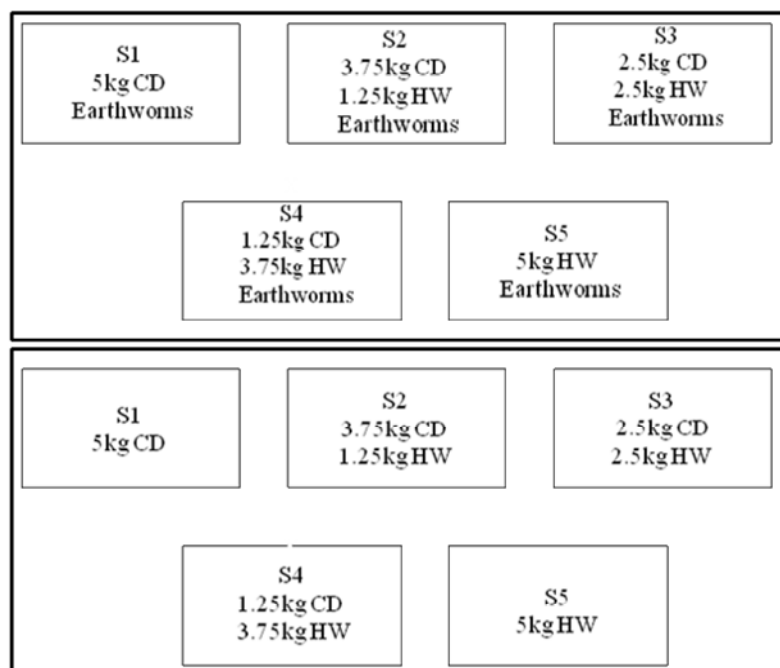 S1
5kg CD
Earthworms
S2
3.75kg CD
1.25kg HW
Earthworms
S3
2.5kg CD
2.5kg HW
Earthworms
S4
1.25kg CD
3.75kg HW
Earthworms
S5
5kg HW
Earthworms
S1
5kg CD
S2
3.75kg CD
1.25kg HW
S3
2.5kg CD
2.5kg HW
S4
1.25kg CD
3.75kg HW
S5
5kg HW